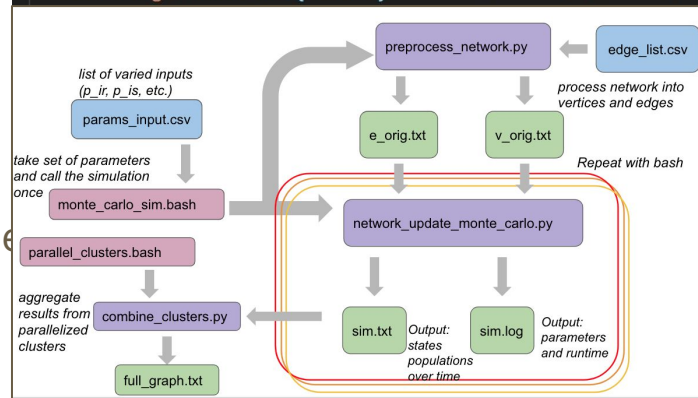 preprocess_network.py
edge_list.csv
list of varied inputs
(p_ir, p_is, etc.)
process network into
vertices and edges
params_input.csv
e_orig.txt
v_orig.txt
take set of parameters
and call the simulation
once
Repeat with bash
monte_carlo_sim.bash
network_update_monte_carlo.py
parallel_clusters.bash
aggregate
results from
parallelized
clusters
combine_clusters.py
sim.txt
Output:
states
populations
over time
sim.log
Output:
parameters
and runtime
full_graph.txt